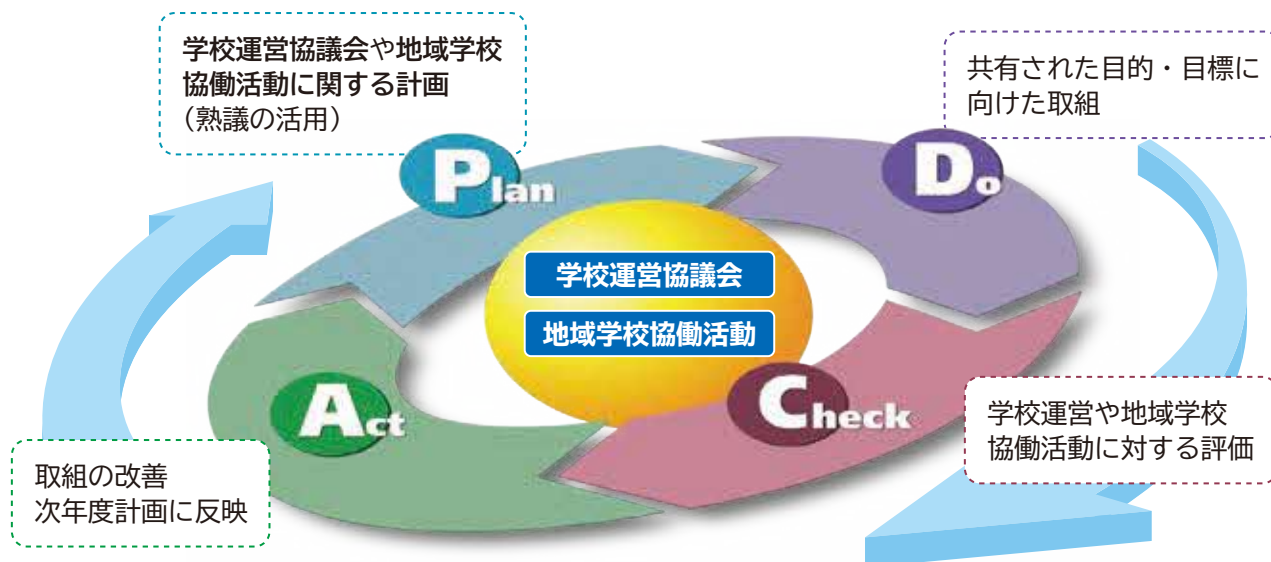 学校運営協議会や地域学校
協働活動に関する計画
（熟議の活用）
Plan
共有された目的・目標に
向けた取組
Do
学校運営協議会
地域学校協働活動
Check
学校運営や地域学校
協働活動に対する評価
Act
取組の改善
次年度計画に反映